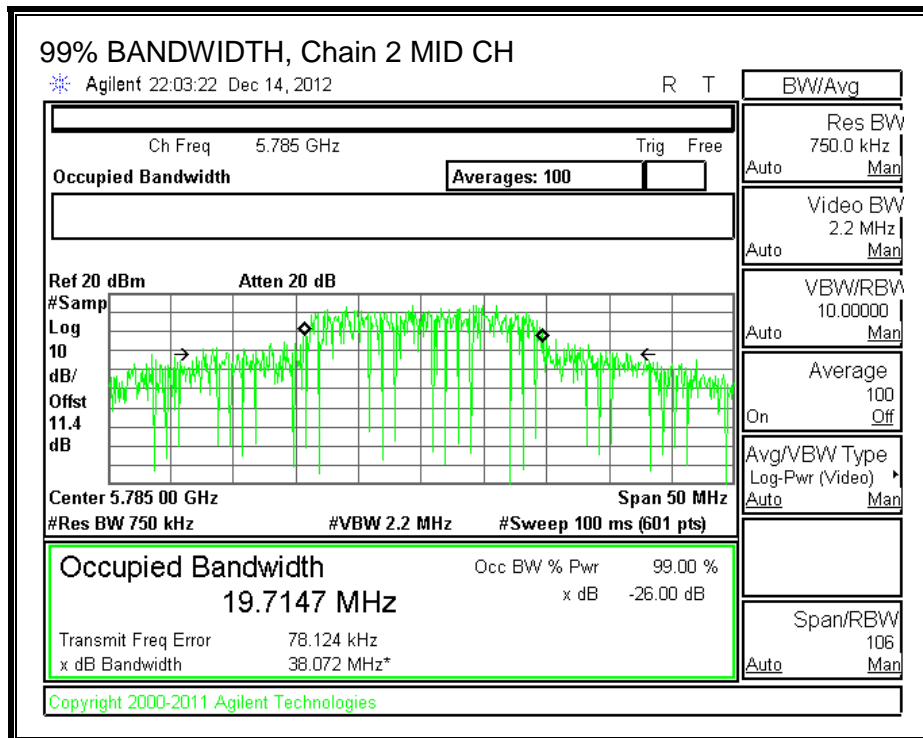 99% BANDWIDTH, Chain 2 MID CH
Agilent 22:03:22 Dec 14, 2012 R T
BW/Avg
Ch Freq 5.785 GHz Trig Free
Occupied Bandwidth Averages: 100
Res BW
750.0 kHz
Auto Man
Video BW
2.2 MHz
Auto Man
VBW/RBW
10.00000
Auto Man
Average
100
On Off
Avg/VBW Type
Log-Pwr (Video)
Auto Man
Span/RBW
106
Auto Man
Ref 20 dBm Atten 20 dB
#Samp
Log
10
dB/
Offst
11.4
dB
Center 5.785 00 GHz Span 50 MHz
#Res BW 750 kHz #VBW 2.2 MHz #Sweep 100 ms (601 pts)
Occupied Bandwidth
19.7147 MHz
Occ BW % Pwr 99.00 %
x dB -26.00 dB
Transmit Freq Error 78.124 kHz
x dB Bandwidth 38.072 MHz*
Copyright 2000-2011 Agilent Technologies